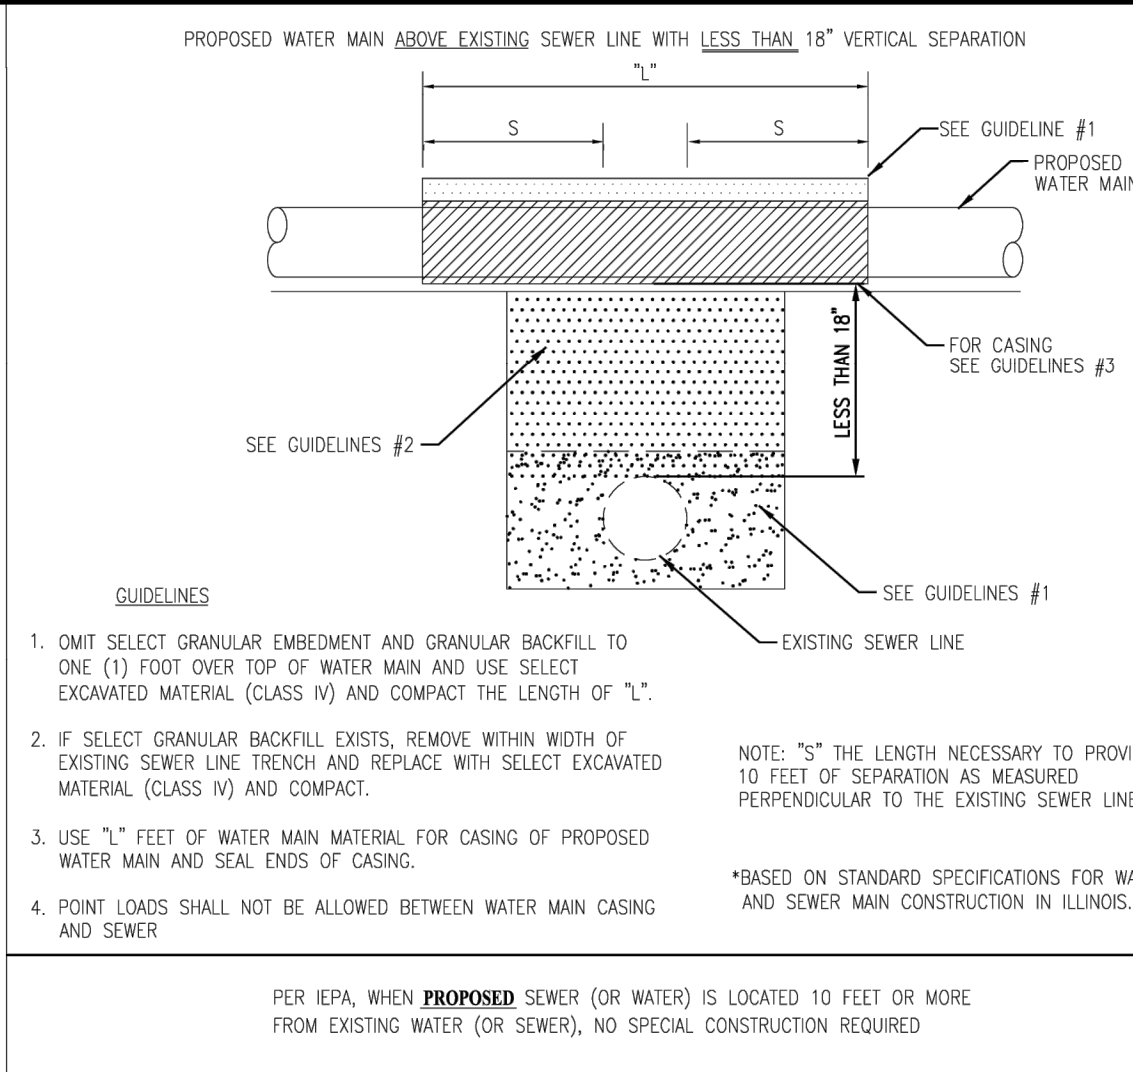 PROPOSED WATER MAIN ABOVE EXISTING SEWER LINE WITH LESS THAN 18" VERTICAL SEPARATION
"L"
S
S
SEE GUIDELINE #1
PROPOSED
WATER MAIN
LESS THAN 18"
FOR CASING
SEE GUIDELINES #3
SEE GUIDELINES #2
SEE GUIDELINES #1
EXISTING SEWER LINE
GUIDELINES
1. OMIT SELECT GRANULAR EMBEDMENT AND GRANULAR BACKFILL TO
ONE (1) FOOT OVER TOP OF WATER MAIN AND USE SELECT
EXCAVATED MATERIAL (CLASS IV) AND COMPACT THE LENGTH OF "L".
2. IF SELECT GRANULAR BACKFILL EXISTS, REMOVE WITHIN WIDTH OF
EXISTING SEWER LINE TRENCH AND REPLACE WITH SELECT EXCAVATED
MATERIAL (CLASS IV) AND COMPACT.
3. USE "L" FEET OF WATER MAIN MATERIAL FOR CASING OF PROPOSED
WATER MAIN AND SEAL ENDS OF CASING.
4. POINT LOADS SHALL NOT BE ALLOWED BETWEEN WATER MAIN CASING
AND SEWER
NOTE: "S" THE LENGTH NECESSARY TO
10 FEET OF SEPARATION AS MEASURED
PERPENDICULAR TO THE EXISTING SEWER LINE
*BASED ON STANDARD SPECIFICATIONS FOR
AND SEWER MAIN CONSTRUCTION IN ILLINOIS.
PER IEPA, WHEN PROPOSED SEWER (OR WATER) IS LOCATED 10 FEET OR MORE
FROM EXISTING WATER (OR SEWER), NO SPECIAL CONSTRUCTION REQUIRED